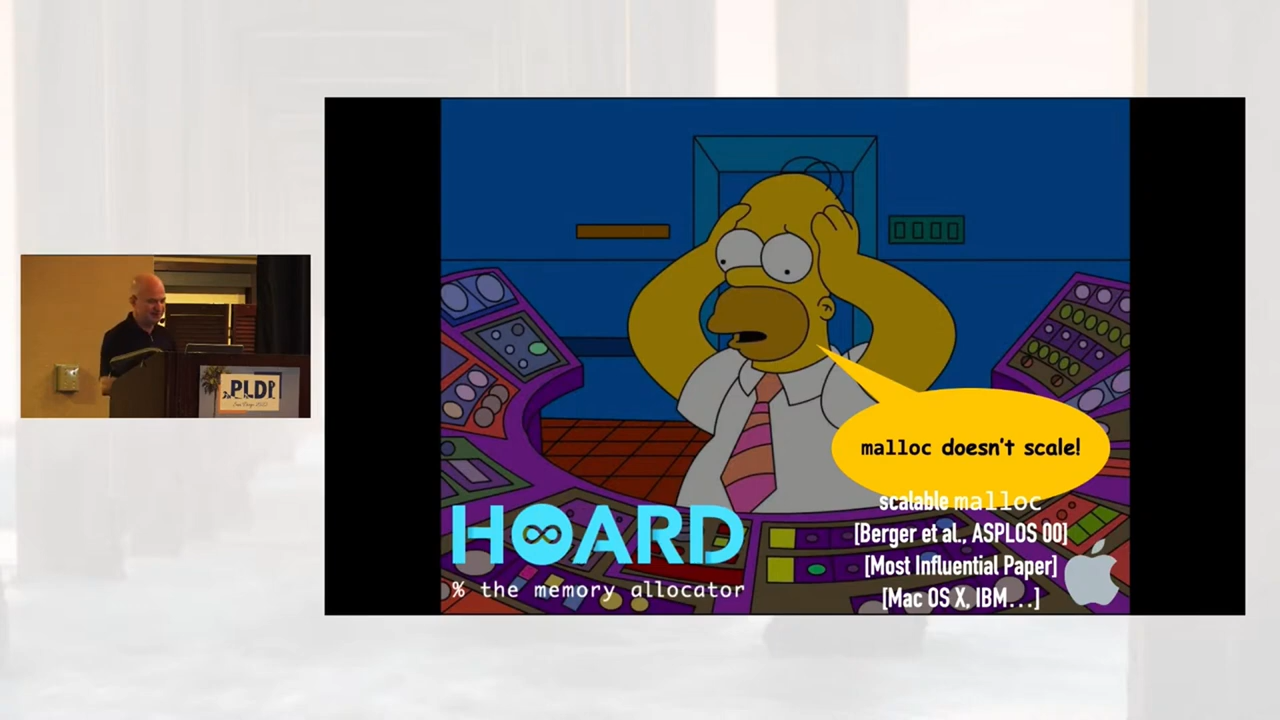 PLDI
malloc doesn't scale!
scalable malloc
[Berger et al., ASPLOS 00]
[Most Influential Paper]
[Mac OS X, IBM...]
HOARD
% the memory allocator